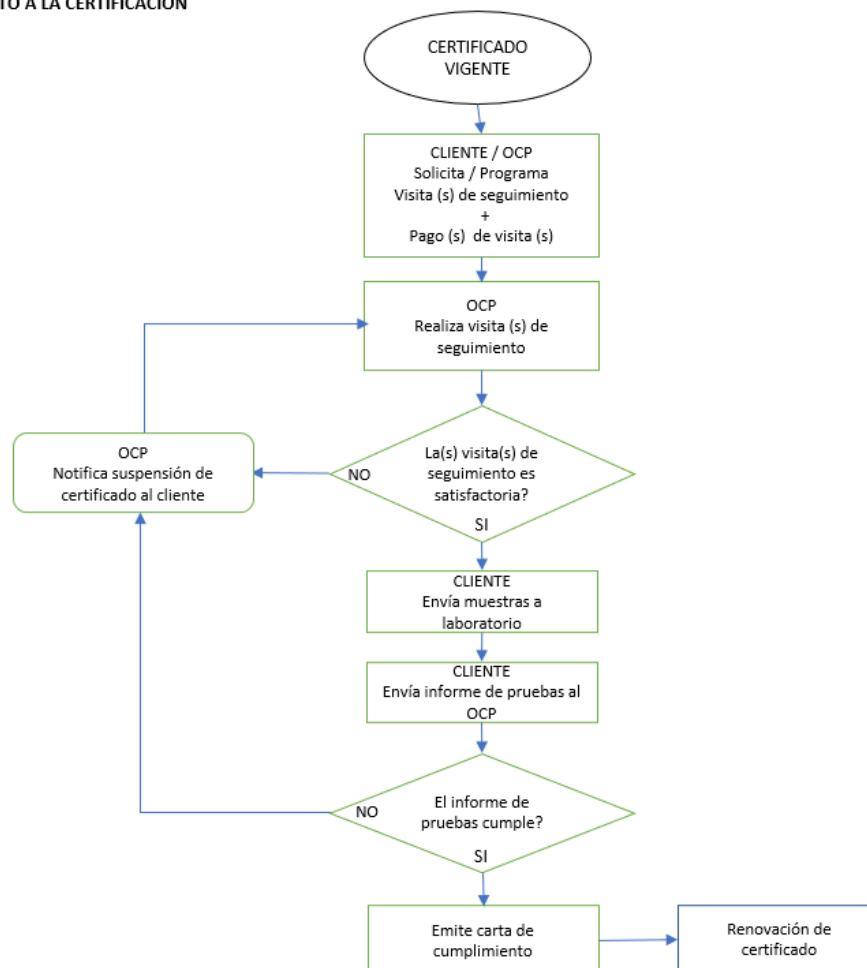 TO A LA CERTIFICACIÓN
CERTIFICADO
VIGENTE
CLIENTE / OCP
Solicita / Programa
Visita (s) de seguimiento
+
Pago (s) de visita (s)
OCP
Realiza visita (s) de
seguimiento
La(s) visita(s) de
seguimiento es
satisfactoria?
NO
SI
OCP
Notifica suspensión de
certificado al cliente
CLIENTE
Envía muestras a
laboratorio
CLIENTE
Envía informe de pruebas al
OCP
El informe de
pruebas cumple?
NO
SI
Emite carta de
cumplimiento
Renovación de
certificado